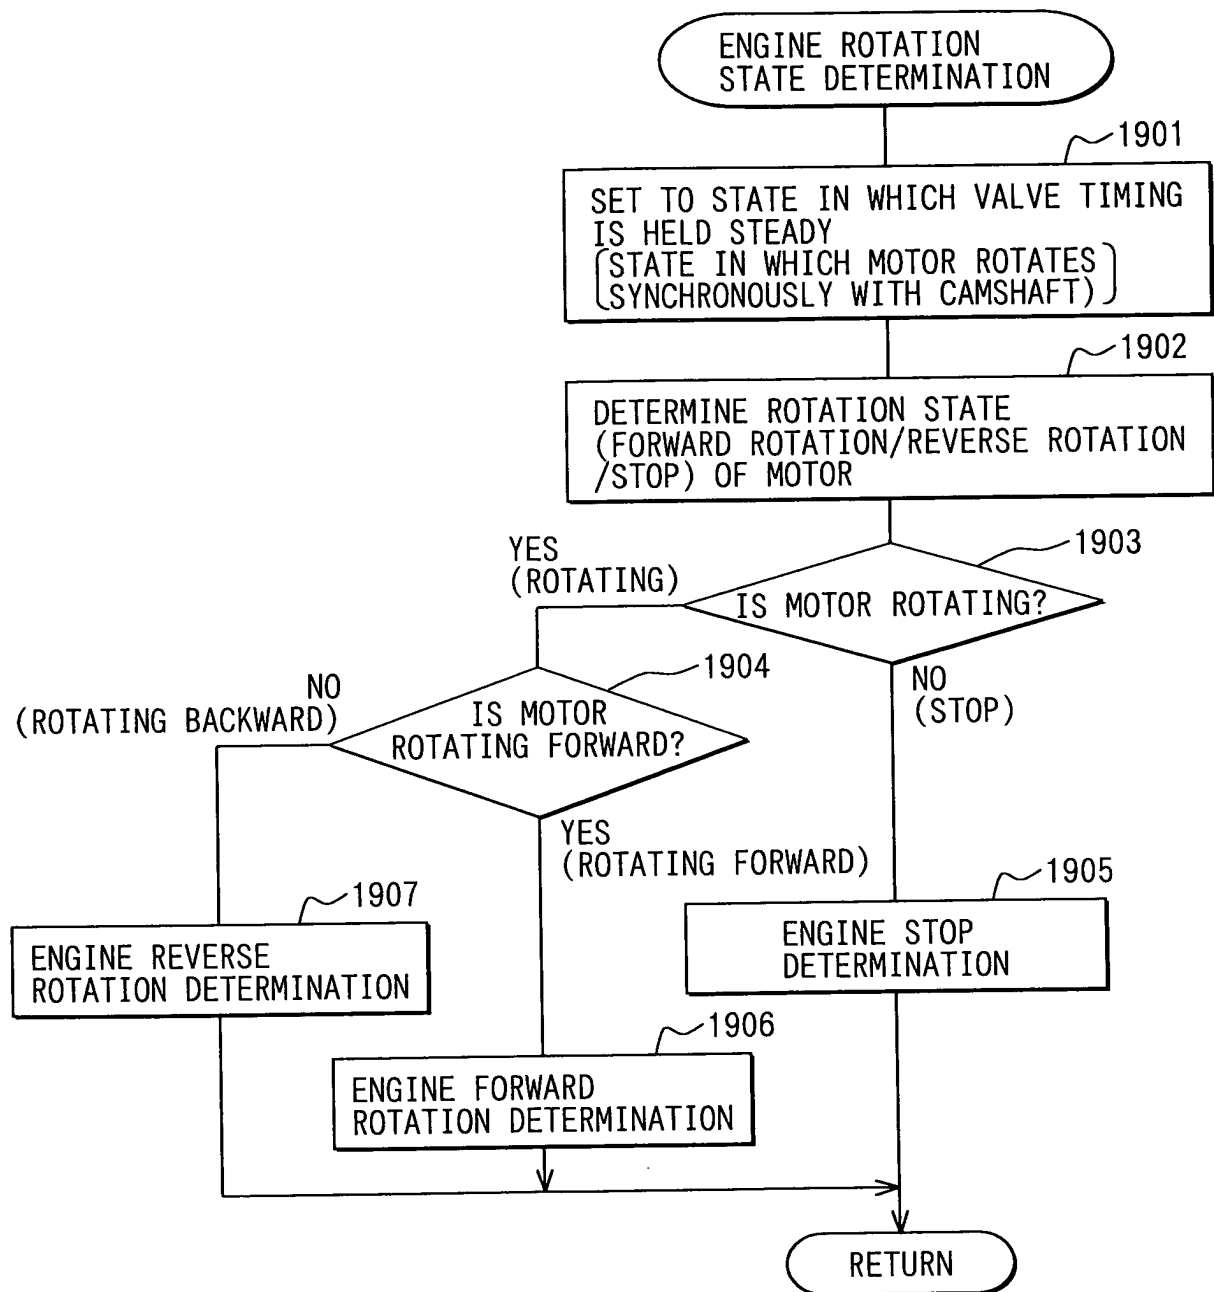 ENGINE ROTATION
STATE DETERMINATION
1901
SET TO STATE IN WHICH VALVE TIMING
IS HELD STEADY
(STATE IN WHICH MOTOR ROTATES
SYNCHRONOUSLY WITH CAMSHAFT))
1902
DETERMINE ROTATION STATE
(FORWARD ROTATION/REVERSE ROTATION
/STOP) OF MOTOR
1903
YES
(ROTATING)
IS MOTOR ROTATING?
1904
NO
(ROTATING BACKWARD)
IS MOTOR
ROTATING FORWARD?
NO
(STOP)
YES
(ROTATING FORWARD)
1905
ENGINE STOP
DETERMINATION
1907
ENGINE REVERSE
ROTATION DETERMINATION
1906
ENGINE FORWARD
ROTATION DETERMINATION
RETURN